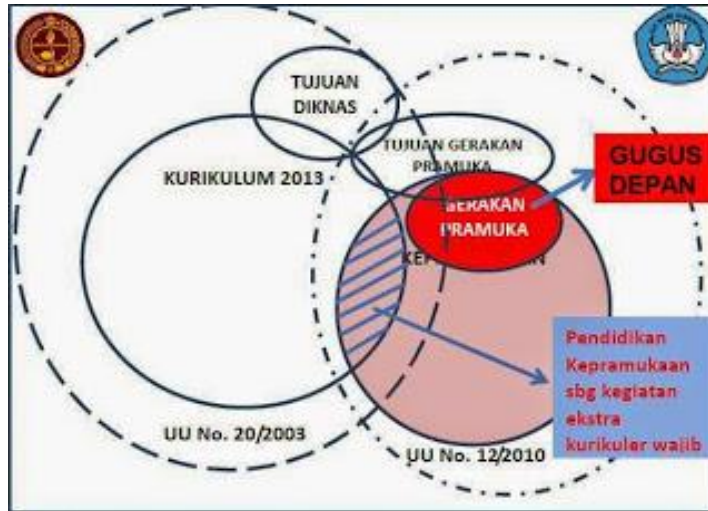 TUJUAN
DIKNAS
TUJUAN GERAKAN
PRAMUKA
KURIKULUM 2013
GUGUS
DEPAN
GERAKAN
PRAMUKA
Pendidikan
Kepramukaan
sbg kegiatan
ekstra
kurikuler wajib
UU No. 20/2003
UU No. 12/2010